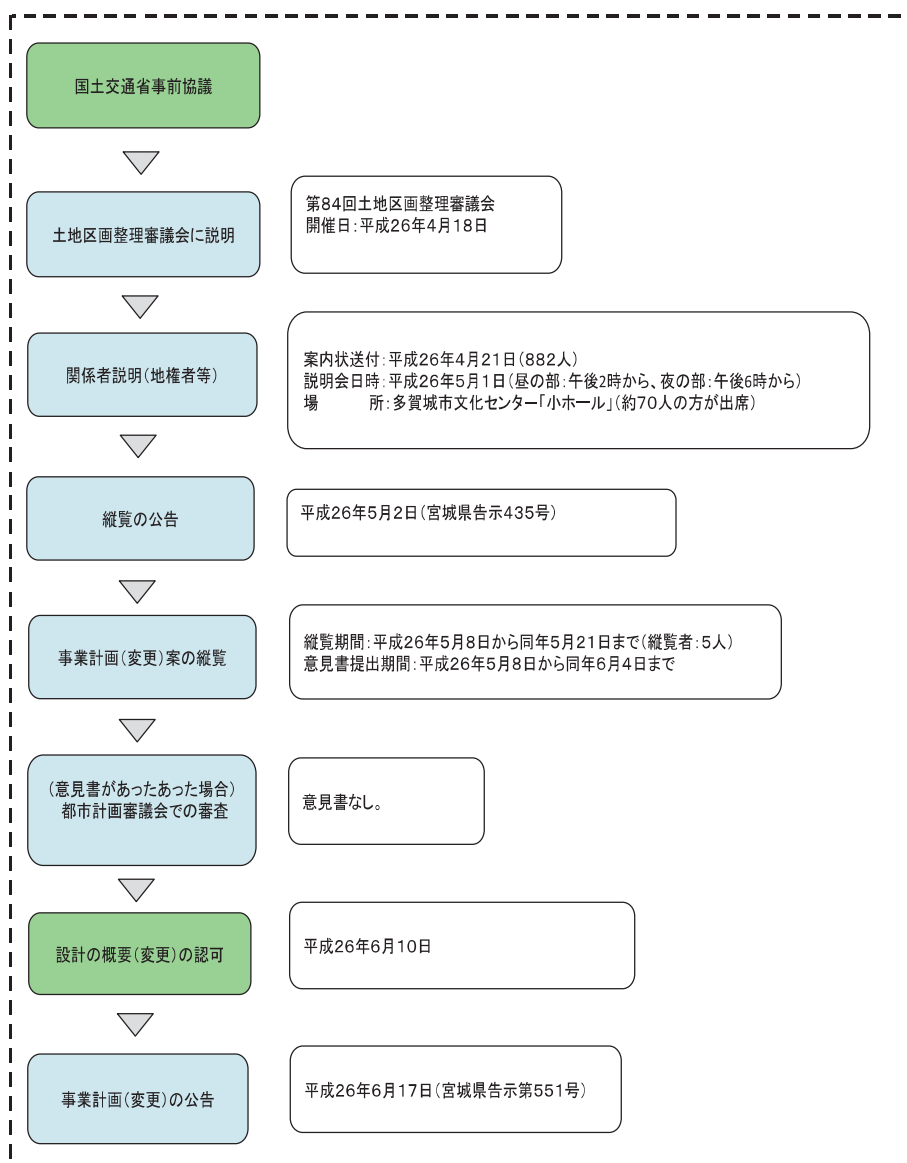 国土交通省事前協議
土地区画整理審議会に説明
第84回土地区画整理審議会
開催日:平成26年4月18日
関係者説明(地権者等)
案内状送付:平成26年4月21日(882人)
説明会日時:平成26年5月1日(昼の部:午後2時から、夜の部:午後6時から)
場　　　所:多賀城市文化センター「小ホール」(約70人の方が出席)
縦覧の公告
平成26年5月2日(宮城県告示435号)
事業計画(変更)案の縦覧
縦覧期間:平成26年5月8日から同年5月21日まで(縦覧者:5人)
意見書提出期間:平成26年5月8日から同年6月4日まで
(意見書があったあった場合)
都市計画審議会での審査
意見書なし。
設計の概要(変更)の認可
平成26年6月10日
事業計画(変更)の公告
平成26年6月17日(宮城県告示第551号)